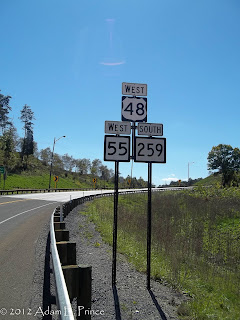 WEST
48
WEST SOUTH
55 259
© 2012 Adam E. Prince